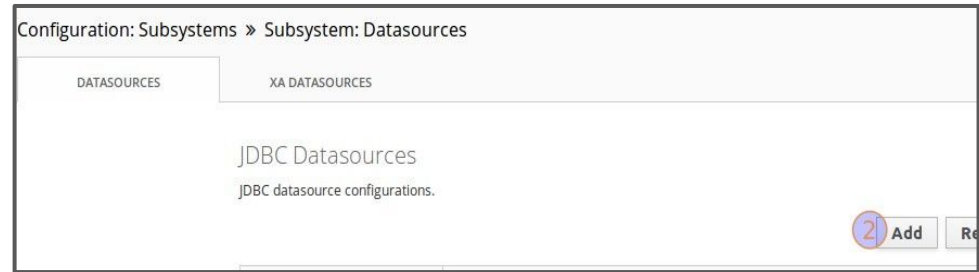 Configuration: Subsystems » Subsystem: Datasources
DATASOURCES XA DATASOURCES
JDBC Datasources
JDBC datasource configurations.
2 Add